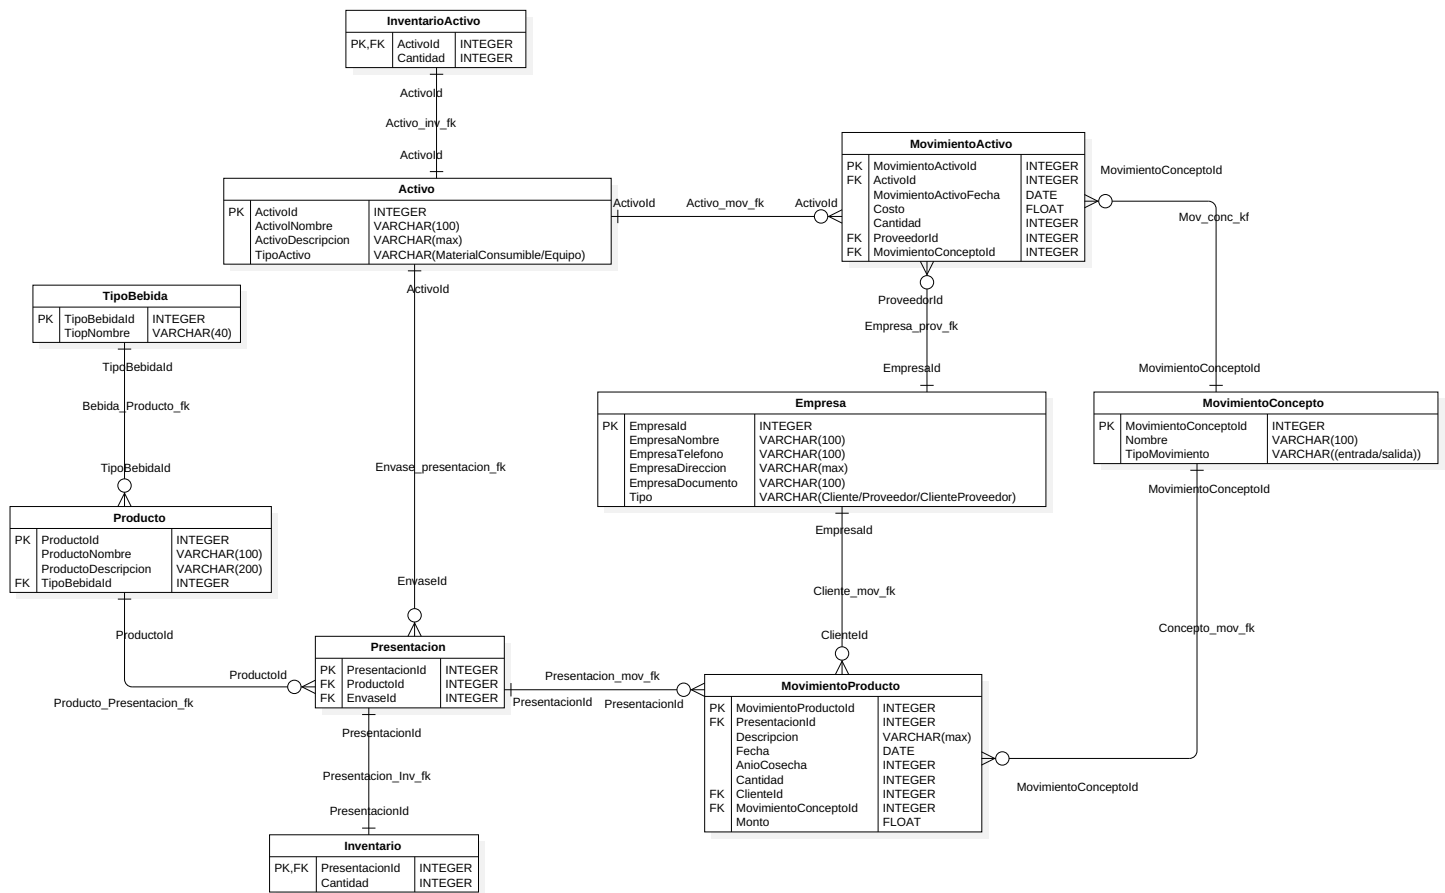 InventarioActivo
PK,FK ActivoId INTEGER
Cantidad INTEGER
ActivoId
Activo_inv_fk
ActivoId
Activo
PK ActivoId INTEGER
ActivolNombre VARCHAR(100)
ActivoDescripcion VARCHAR(max)
TipoActivo VARCHAR(MaterialConsumible/Equipo)
ActivoId
Activo_mov_fk
ActivoId
MovimientoActivo
PK MovimientoActivoId INTEGER
FK ActivoId INTEGER
MovimientoActivoFecha DATE
Costo FLOAT
Cantidad INTEGER
FK ProveedorId INTEGER
FK MovimientoConceptoId INTEGER
MovimientoConceptoId
Mov_conc_kf
MovimientoConceptoId
ActivoId
Envase_presentacion_fk
EnvaseId
TipoBebida
PK TipoBebidaId INTEGER
TiopNombre VARCHAR(40)
TipoBebidaId
Bebida_Producto_fk
TipoBebidaId
ProveedorId
Empresa_prov_fk
EmpresaId
Empresa
PK EmpresaId INTEGER
EmpresaNombre VARCHAR(100)
EmpresaTelefono VARCHAR(100)
EmpresaDireccion VARCHAR(max)
EmpresaDocumento VARCHAR(100)
Tipo VARCHAR(Cliente/Proveedor/ClienteProveedor)
MovimientoConcepto
PK MovimientoConceptoId INTEGER
Nombre VARCHAR(100)
TipoMovimiento VARCHAR((entrada/salida))
MovimientoConceptoId
Concepto_mov_fk
MovimientoConceptoId
Producto
PK ProductoId INTEGER
ProductoNombre VARCHAR(100)
ProductoDescripcion VARCHAR(200)
FK TipoBebidaId INTEGER
ProductoId
Producto_Presentacion_fk
ProductoId
EmpresaId
Cliente_mov_fk
ClienteId
Presentacion
PK PresentacionId INTEGER
FK ProductoId INTEGER
FK EnvaseId INTEGER
Presentacion_mov_fk
PresentacionId
PresentacionId
MovimientoProducto
PK MovimientoProductoId INTEGER
FK PresentacionId INTEGER
Descripcion VARCHAR(max)
Fecha DATE
AnioCosecha INTEGER
Cantidad INTEGER
FK ClienteId INTEGER
FK MovimientoConceptoId INTEGER
Monto FLOAT
PresentacionId
Presentacion_Inv_fk
PresentacionId
Inventario
PK,FK PresentacionId INTEGER
Cantidad INTEGER